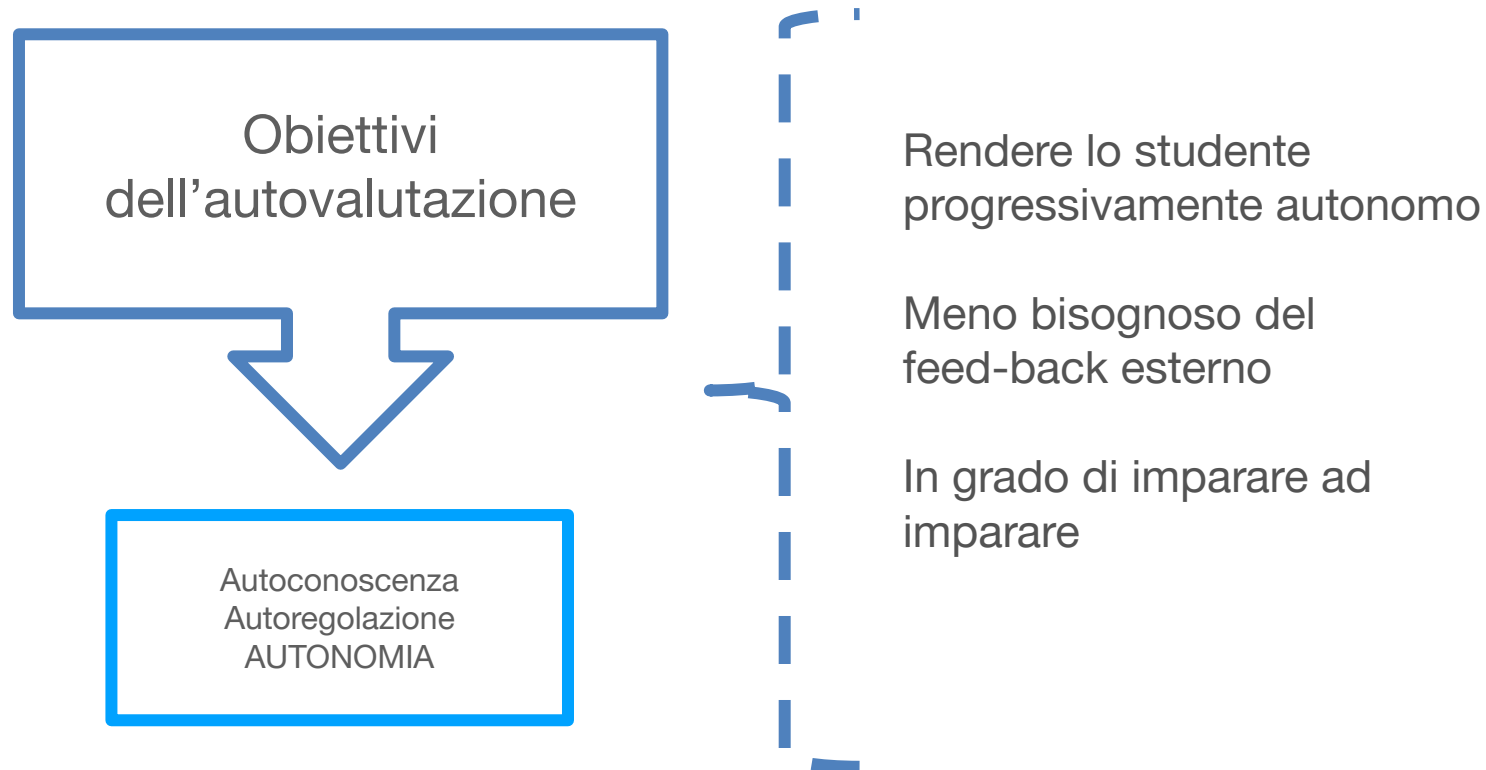 Obiettivi
dell’autovalutazione
Autoconoscenza
Autoregolazione
AUTONOMIA
Rendere lo studente
progressivamente autonomo
Meno bisognoso del
feed-back esterno
In grado di imparare ad
imparare